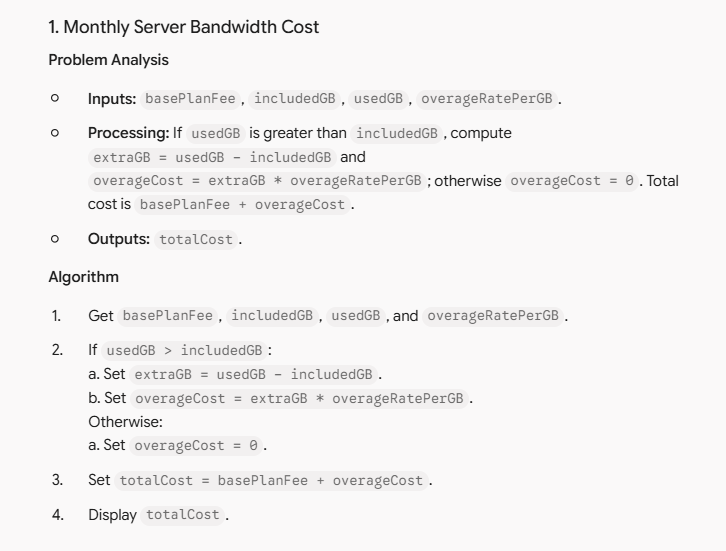 1. Monthly Server Bandwidth Cost
Problem Analysis
Inputs: basePlanFee , includedGB , usedGB , overageRatePerGB .
Processing: If usedGB is greater than includedGB , compute
extraGB = usedGB - includedGB and
overageCost = extraGB * overageRatePerGB ; otherwise overageCost = 0 . Total
cost is basePlanFee + overageCost .
Outputs: totalCost .
Algorithm
1. Get basePlanFee , includedGB , usedGB , and overageRatePerGB .
2. If usedGB > includedGB :
a. Set extraGB = usedGB - includedGB .
b. Set overageCost = extraGB * overageRatePerGB .
Otherwise:
a. Set overageCost = 0 .
3. Set totalCost = basePlanFee + overageCost .
4. Display totalCost .